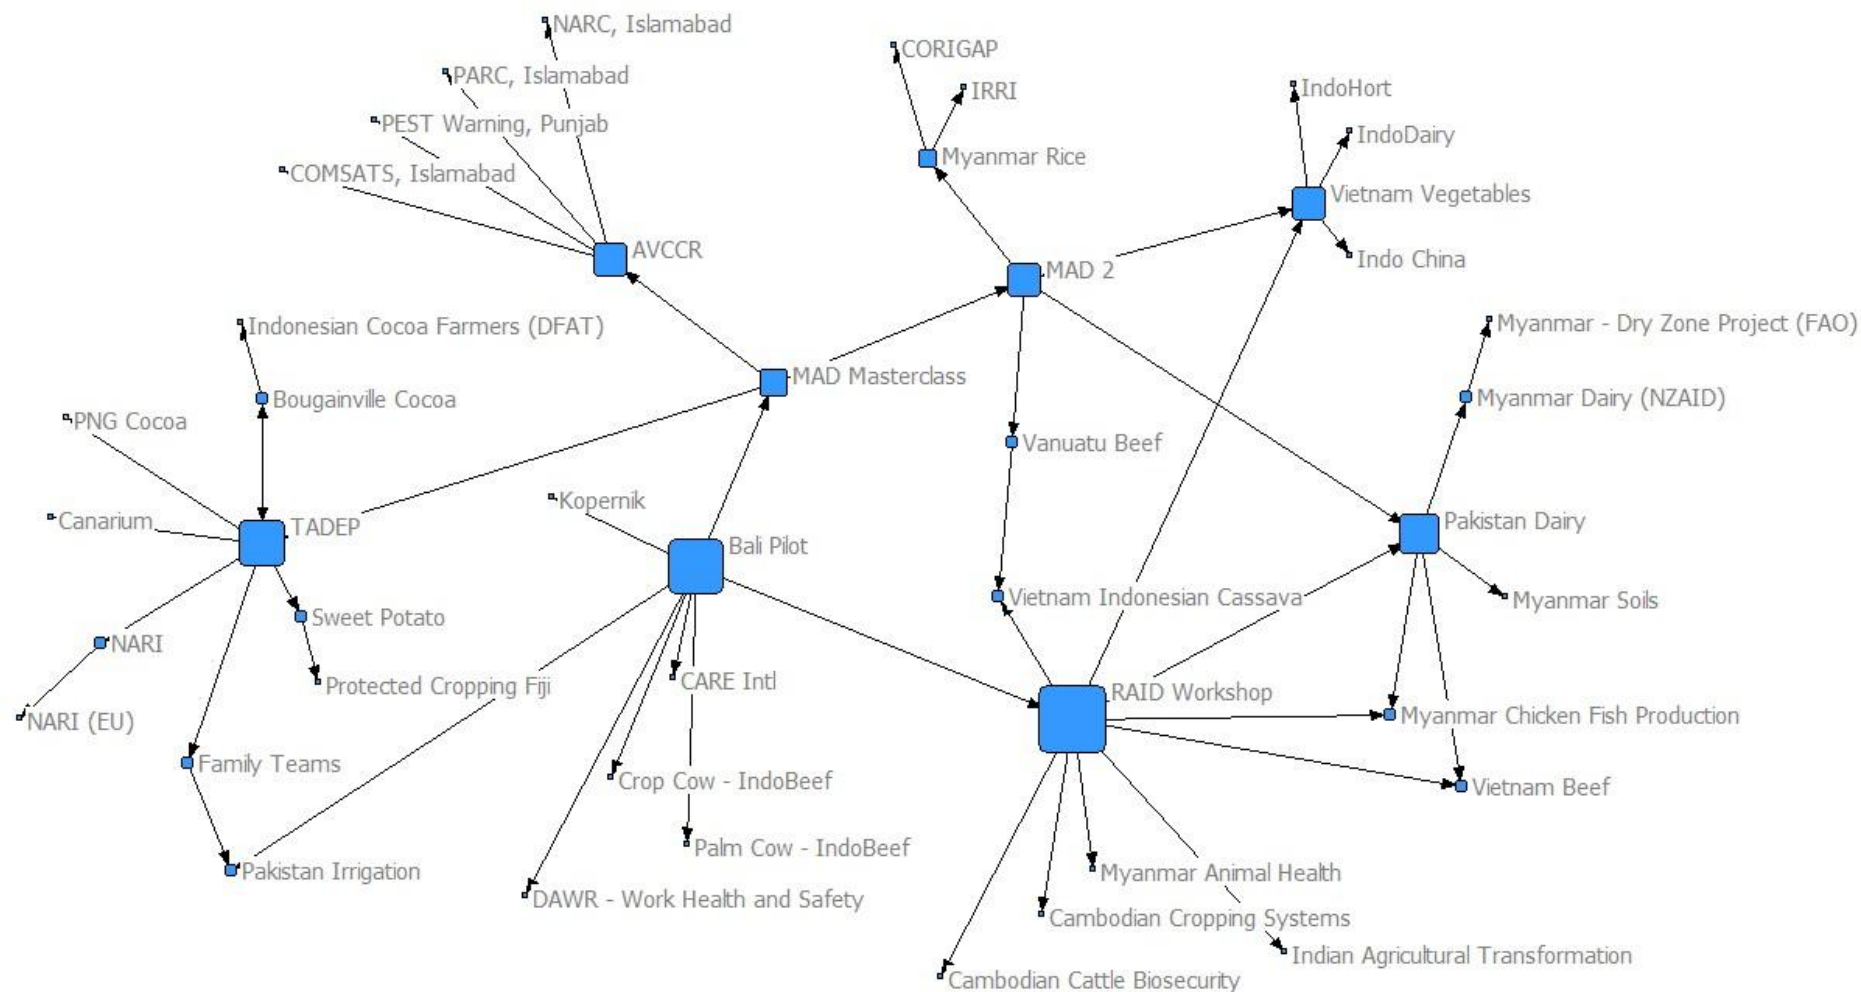 NARC, Islamabad
CORIGAP
PARC, Islamabad
IRRI
IndoHort
PEST Warning, Punjab
IndoDairy
Myanmar Rice
COMSATS, Islamabad
Vietnam Vegetables
AVCCR
Indo China
MAD 2
Indonesian Cocoa Farmers (DFAT)
Myanmar - Dry Zone Project (FAO)
MAD Masterclass
Bougainville Cocoa
Myanmar Dairy (NZAID)
PNG Cocoa
Vanuatu Beef
Kopernik
Canarium
TADEP
Pakistan Dairy
Bali Pilot
Vietnam Indonesian Cassava
Myanmar Soils
Sweet Potato
NARI
CARE Intl
Protected Cropping Fiji
RAID Workshop
NARI (EU)
Myanmar Chicken Fish Production
Family Teams
Crop Cow - IndoBeef
Vietnam Beef
Palm Cow - IndoBeef
Pakistan Irrigation
Myanmar Animal Health
DAWR - Work Health and Safety
Cambodian Cropping Systems
Indian Agricultural Transformation
Cambodian Cattle Biosecurity